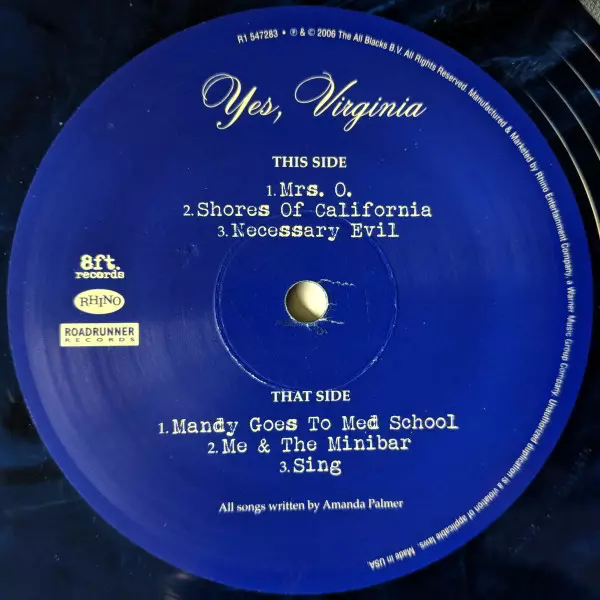 R1 547283 • ℗ & © 2006 The All Blacks B.V. All Rights Reserved. Manufactured & Marketed by Rhino Entertainment Company, a Warner Music Group Company. Unauthorized duplication is a violation of applicable laws. Made in USA.
Yes, Virginia
THIS SIDE
1. Mrs. O.
2. Shores Of California
3. Necessary Evil
8ft.
records
RHINO
ROADRUNNER
RECORDS
THAT SIDE
1. Mandy Goes To Med School
2. Me & The Minibar
3. Sing
All songs written by Amanda Palmer